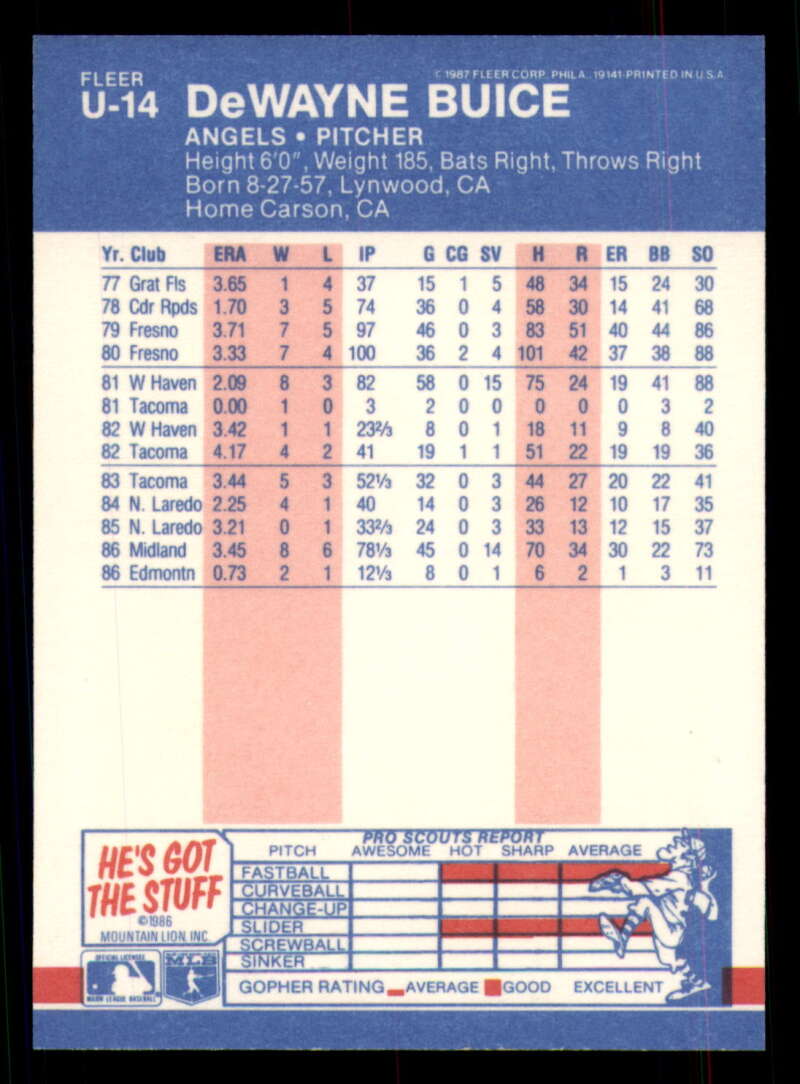 FLEER
© 1987 FLEER CORP. PHILA., 19141-PRINTED IN U.S.A.
U-14 DeWAYNE BUICE
ANGELS • PITCHER
Height 6'0", Weight 185, Bats Right, Throws Right
Born 8-27-57, Lynwood, CA
Home Carson, CA
Yr. Club ERA W L IP G CG SV H R ER BB SO
77 Grat Fls 3.65 1 4 37 15 1 5 48 34 15 24 30
78 Cdr Rpds 1.70 3 5 74 36 0 4 58 30 14 41 68
79 Fresno 3.71 7 5 97 46 0 3 83 51 40 44 86
80 Fresno 3.33 7 4 100 36 2 4 101 42 37 38 88
81 W Haven 2.09 8 3 82 58 0 15 75 24 19 41 88
81 Tacoma 0.00 1 0 3 2 0 0 0 0 0 3 2
82 W Haven 3.42 1 1 23⅔ 8 0 1 18 11 9 8 40
82 Tacoma 4.17 4 2 41 19 1 1 51 22 19 19 36
83 Tacoma 3.44 5 3 52⅓ 32 0 3 44 27 20 22 41
84 N. Laredo 2.25 4 1 40 14 0 3 26 12 10 17 35
85 N. Laredo 3.21 0 1 33⅔ 24 0 3 33 13 12 15 37
86 Midland 3.45 8 6 78⅓ 45 0 14 70 34 30 22 73
86 Edmontn 0.73 2 1 12⅓ 8 0 1 6 2 1 3 11
HE'S GOT
THE STUFF
©1986
MOUNTAIN LION, INC.
OFFICIAL LICENSEE
MAJOR LEAGUE BASEBALL
MLB
PRO SCOUTS REPORT
PITCH AWESOME HOT SHARP AVERAGE
FASTBALL
CURVEBALL
CHANGE-UP
SLIDER
SCREWBALL
SINKER
GOPHER RATING AVERAGE GOOD EXCELLENT